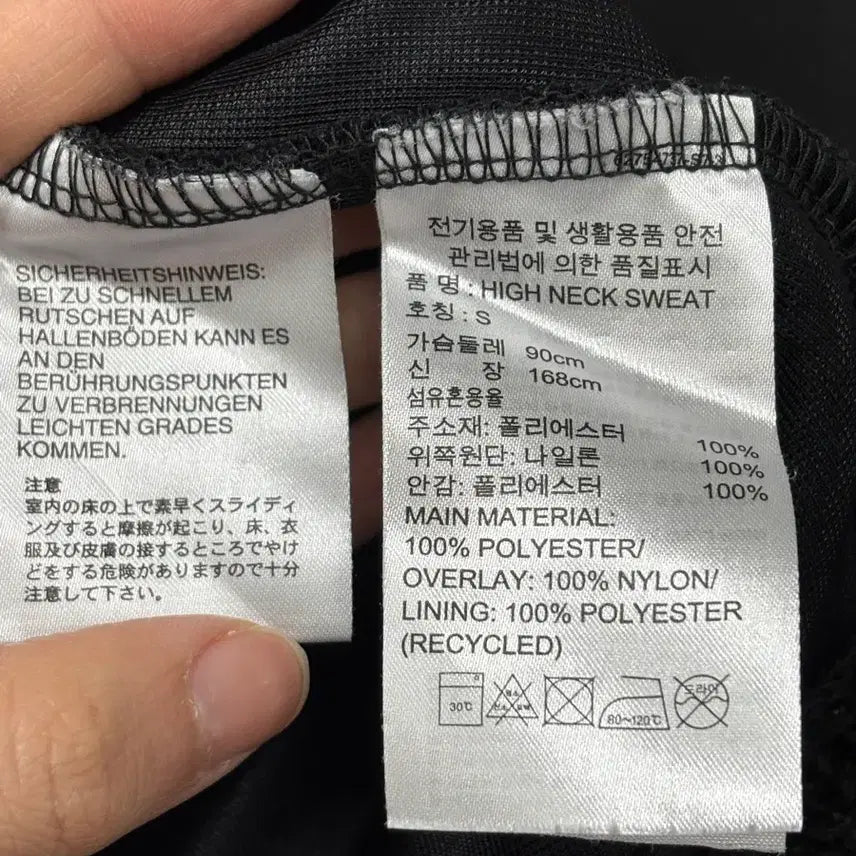 SICHERHEITSHINWEIS:
BEI ZU SCHNELLEM
RUTSCHEN AUF
HALLENBÖDEN KANN ES
AN DEN
BERÜHRUNGSPUNKTEN
ZU VERBRENNUNGEN
LEICHTEN GRADES
KOMMEN.
注意
室内の床の上で素早くスライディ
ングすると摩擦が起こり、床、衣
服及び皮膚の接するところでやけ
どをする危険がありますので十分
注意して下さい。
전기용품 및 생활용품 안전
관리법에 의한 품질표시
품 명 : HIGH NECK SWEAT
호칭 : S
가슴둘레 90cm
신 장 168cm
섬유혼용율
주소재: 폴리에스터 100%
위쪽원단: 나일론 100%
안감: 폴리에스터 100%
MAIN MATERIAL:
100% POLYESTER/
OVERLAY: 100% NYLON/
LINING: 100% POLYESTER
(RECYCLED)
30℃
80~120℃
드라이